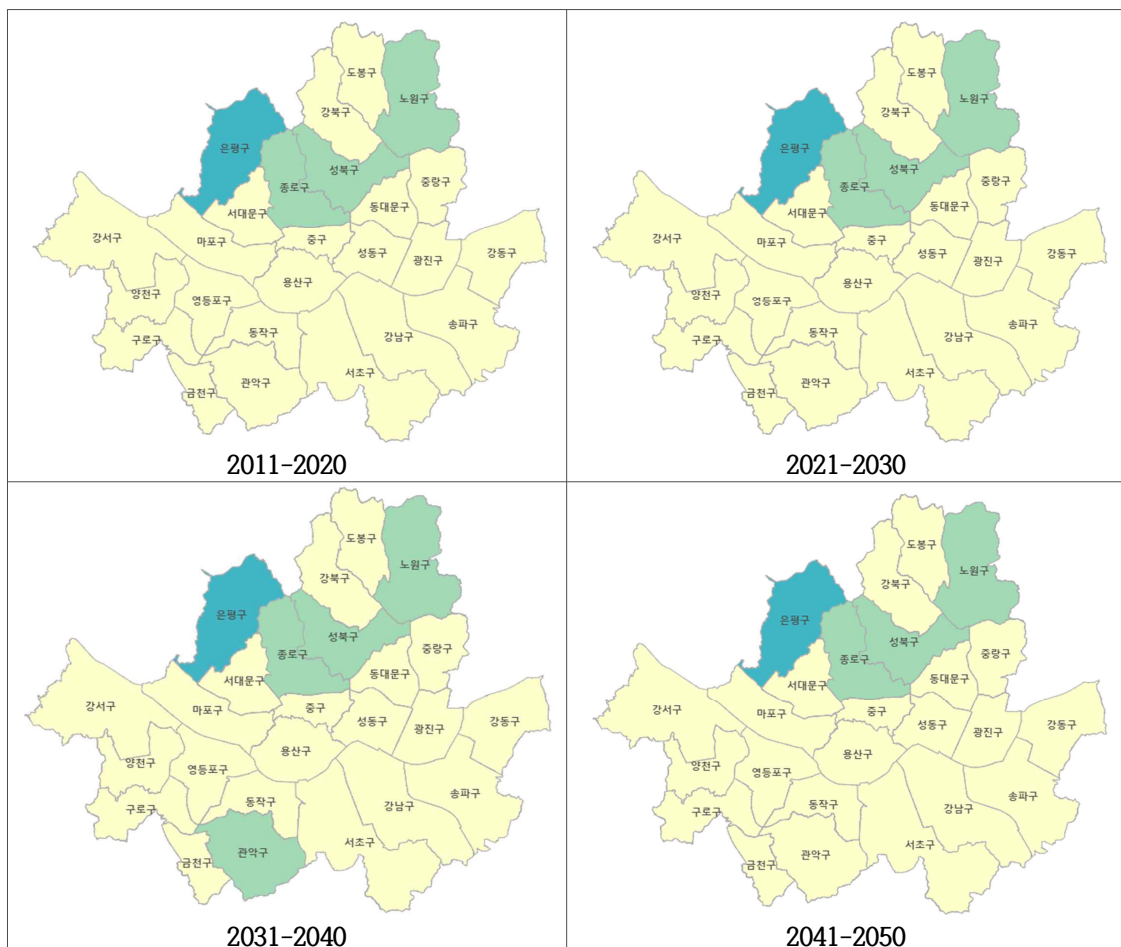 도봉구
노원구
강북구
은평구
성북구
종로구
중랑구
동대문구
서대문구
강서구
마포구
중구
성동구
광진구
강동구
용산구
양천구
영등포구
송파구
구로구
동작구
강남구
서초구
금천구
관악구
2011-2020
도봉구
노원구
강북구
은평구
성북구
종로구
중랑구
동대문구
서대문구
강서구
마포구
중구
성동구
광진구
강동구
용산구
양천구
영등포구
송파구
구로구
동작구
강남구
서초구
금천구
관악구
2021-2030
도봉구
노원구
강북구
은평구
성북구
종로구
중랑구
동대문구
서대문구
강서구
마포구
중구
성동구
광진구
강동구
용산구
양천구
영등포구
송파구
구로구
동작구
강남구
서초구
금천구
관악구
2031-2040
도봉구
노원구
강북구
은평구
성북구
종로구
중랑구
동대문구
서대문구
강서구
마포구
중구
성동구
광진구
강동구
용산구
양천구
영등포구
송파구
구로구
동작구
강남구
서초구
금천구
관악구
2041-2050